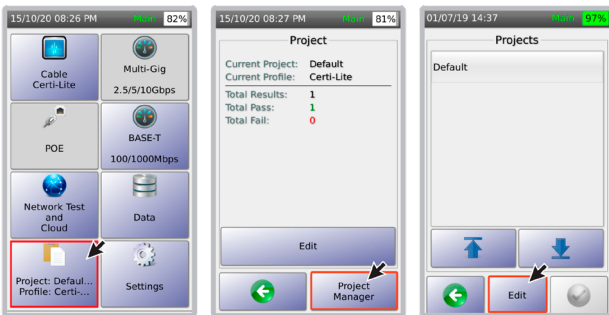 15/10/20 08:26 PM Main 82%
Cable
Certi-Lite
Multi-Gig
2.5/5/10Gbps
POE
BASE-T
100/1000Mbps
Network Test
and
Cloud
Data
Project: Defaul...
Profile: Certi-...
Settings
15/10/20 08:27 PM Main 81%
Project
Current Project: Default
Current Profile: Certi-Lite
Total Results: 1
Total Pass: 1
Total Fail: 0
Edit
Project
Manager
01/07/19 14:37 Main 97%
Projects
Default
Edit